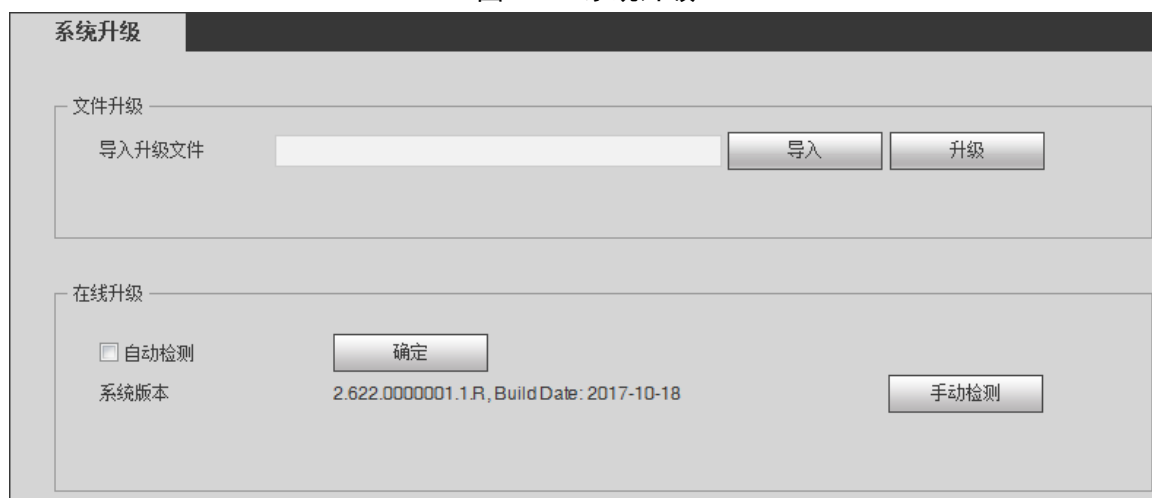 系统升级
文件升级
导入升级文件 导入 升级
在线升级
自动检测 确定
系统版本 2.622.0000001.1.R, Build Date: 2017-10-18 手动检测